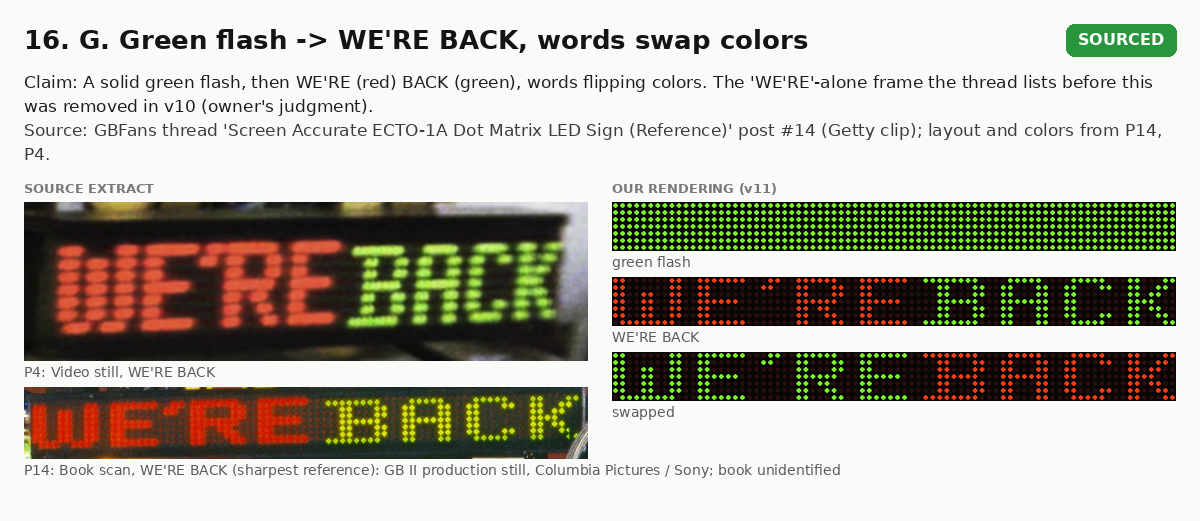 16. G. Green flash -> WE'RE BACK, words swap colors
SOURCED
Claim: A solid green flash, then WE'RE (red) BACK (green), words flipping colors. The 'WE'RE'-alone frame the thread lists before this
was removed in v10 (owner's judgment).
Source: GBFans thread 'Screen Accurate ECTO-1A Dot Matrix LED Sign (Reference)' post #14 (Getty clip); layout and colors from P14,
P4.
SOURCE EXTRACT
WE'RE BACK
P4: Video still, WE'RE BACK
WE'RE BACK
P14: Book scan, WE'RE BACK (sharpest reference): GB II production still, Columbia Pictures / Sony; book unidentified
OUR RENDERING (v11)
green flash
WE'RE BACK
WE'RE BACK
WE'RE BACK
swapped